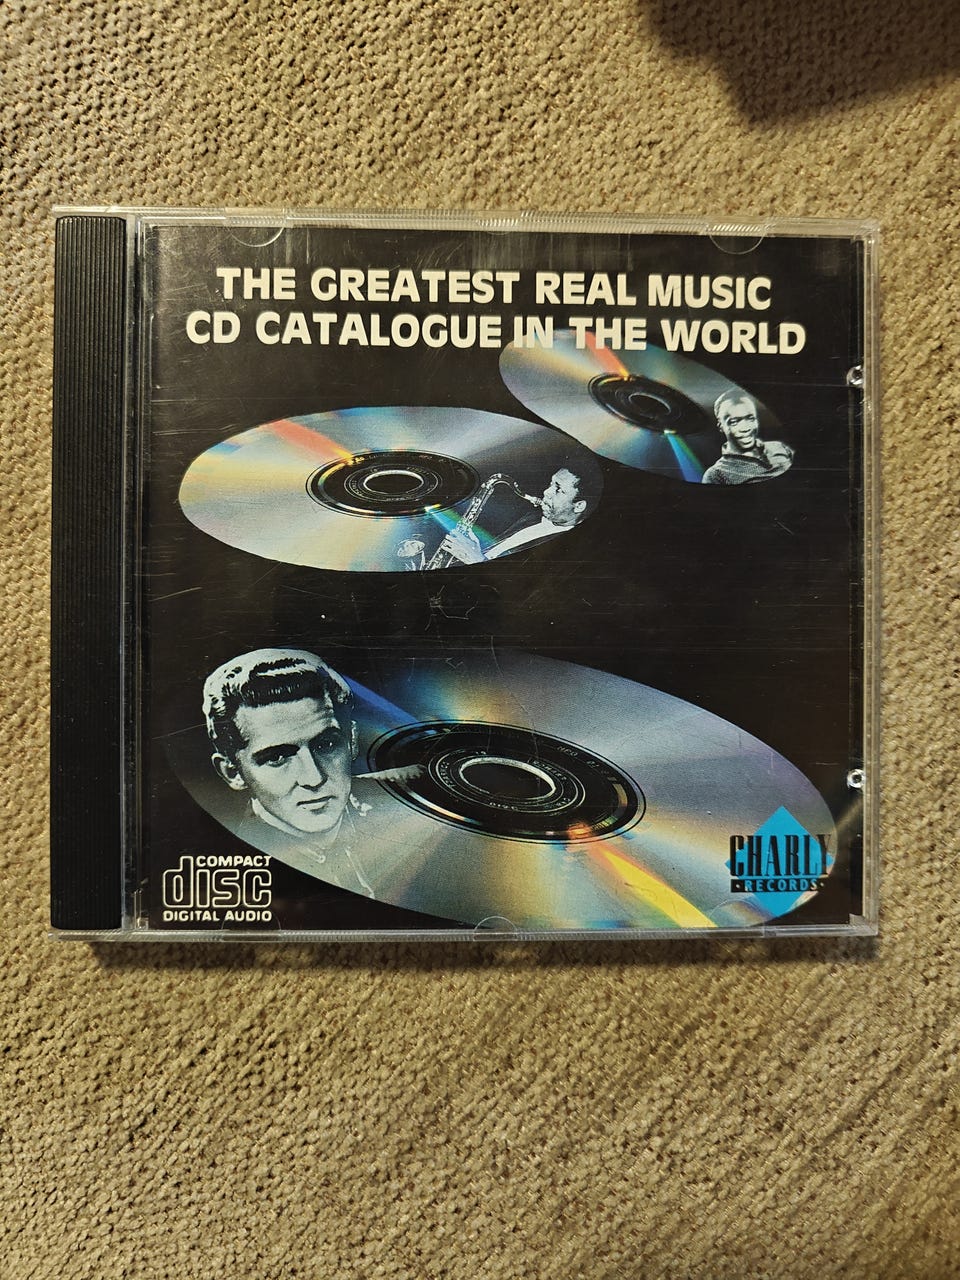 THE GREATEST REAL MUSIC
CD CATALOGUE IN THE WORLD
COMPACT
disc
DIGITAL AUDIO
CHARLY
·RECORDS·